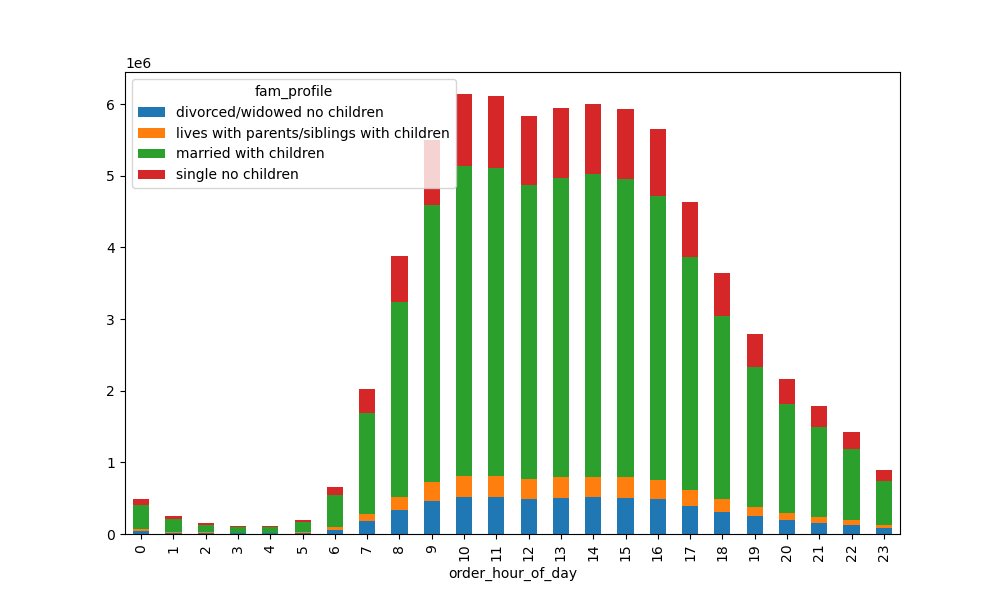 1e6
fam_profile
divorced/widowed no children
lives with parents/siblings with children
married with children
single no children
6
5
4
3
2
1
0
0 1 2 3 4 5 6 7 8 9 10 11 12 13 14 15 16 17 18 19 20 21 22 23
order_hour_of_day